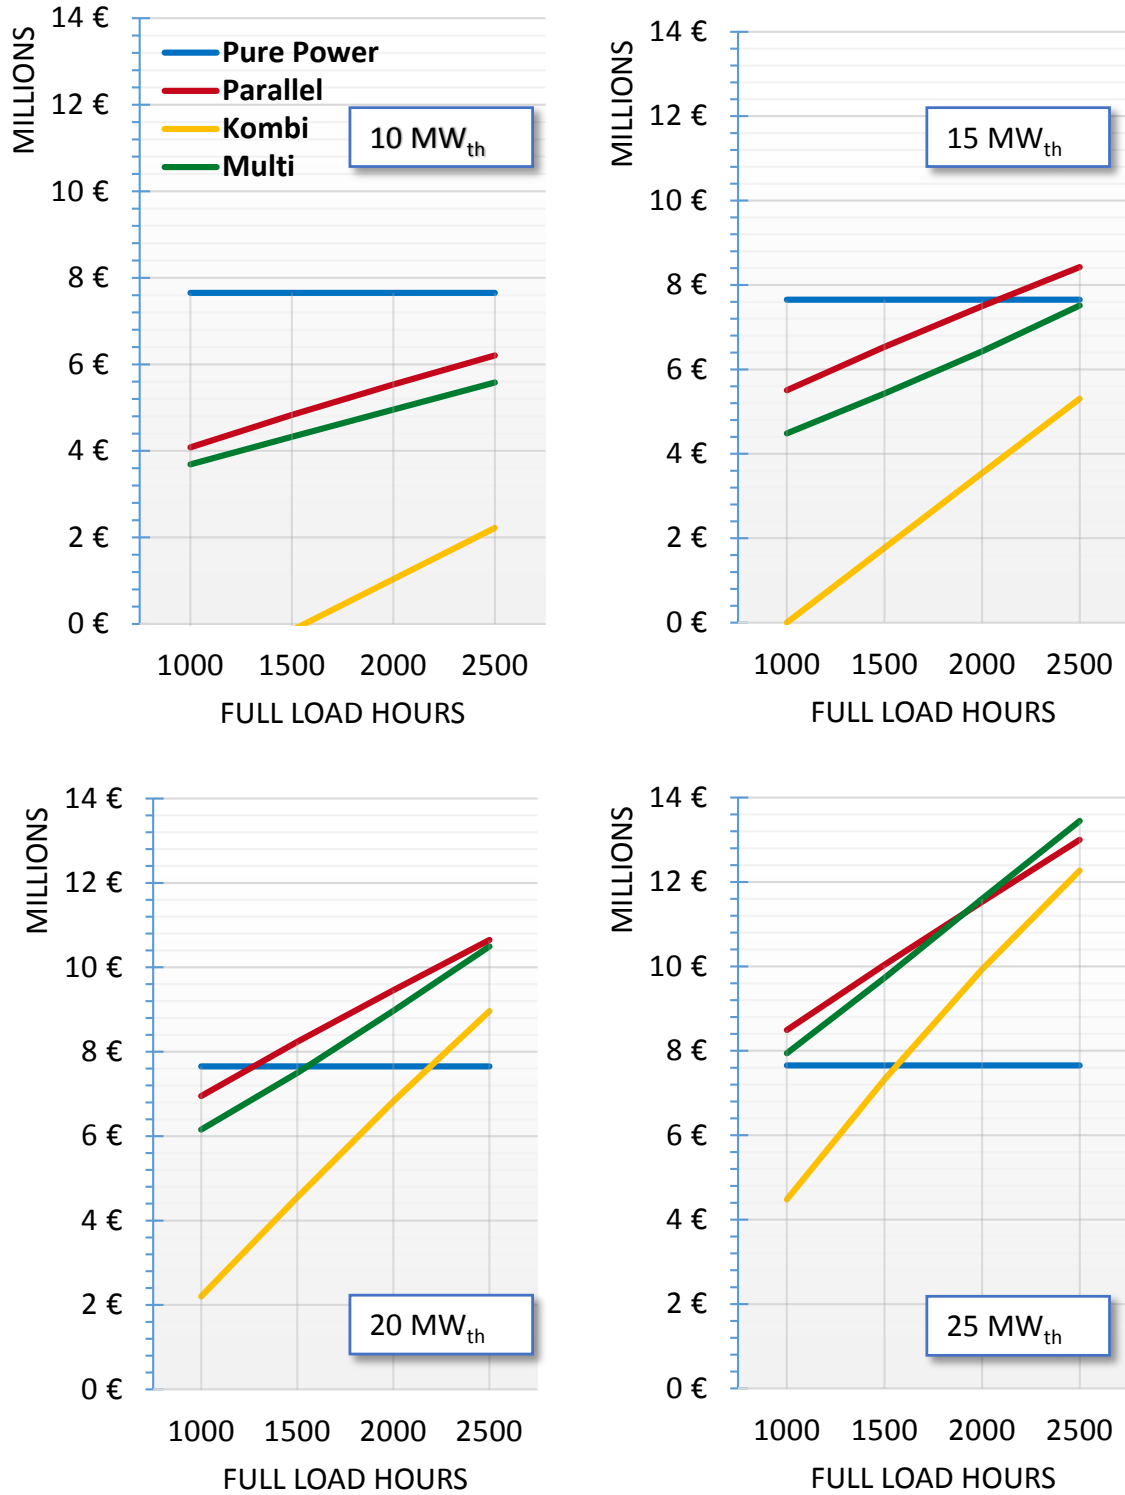 MILLIONS
14 €
12 €
10 €
8 €
6 €
4 €
2 €
0 €
Pure Power
Parallel
Kombi
Multi
10 MWth
1000 1500 2000 2500
FULL LOAD HOURS
MILLIONS
14 €
12 €
10 €
8 €
6 €
4 €
2 €
0 €
15 MWth
1000 1500 2000 2500
FULL LOAD HOURS
MILLIONS
14 €
12 €
10 €
8 €
6 €
4 €
2 €
0 €
20 MWth
1000 1500 2000 2500
FULL LOAD HOURS
MILLIONS
14 €
12 €
10 €
8 €
6 €
4 €
2 €
0 €
25 MWth
1000 1500 2000 2500
FULL LOAD HOURS